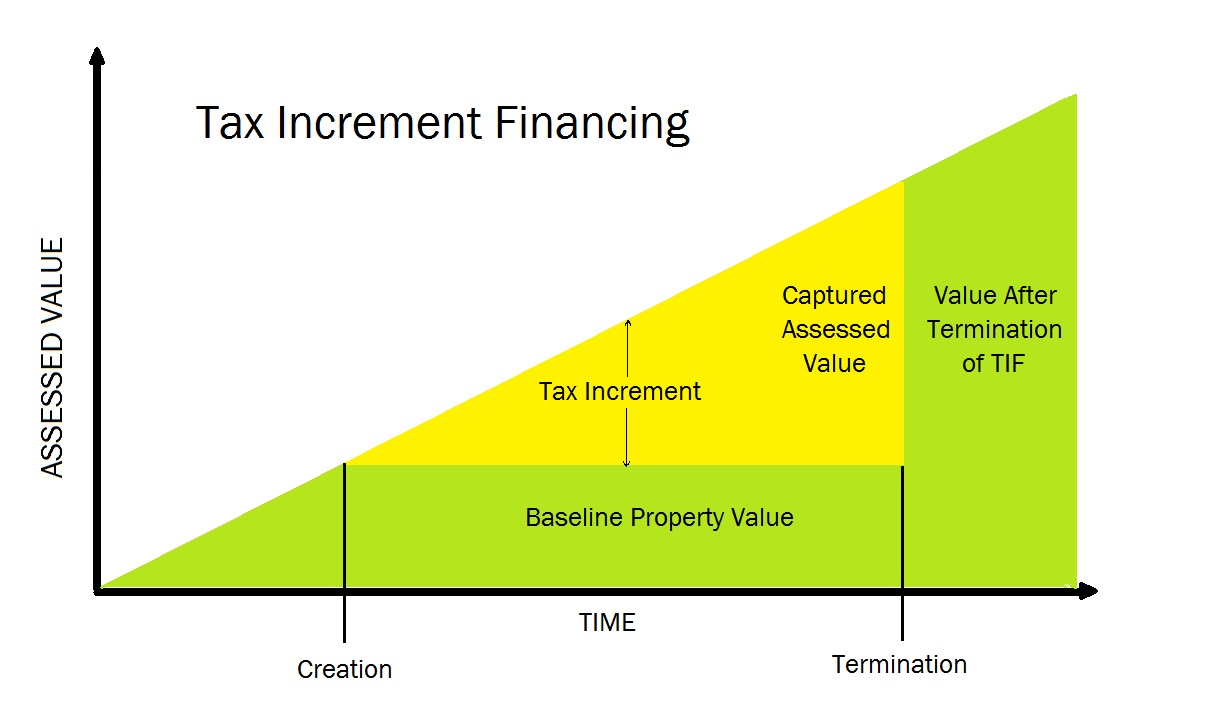 Tax Increment Financing
ASSESSED VALUE
Captured
Assessed
Value
Value After
Termination
of TIF
Tax Increment
Baseline Property Value
TIME
Creation
Termination